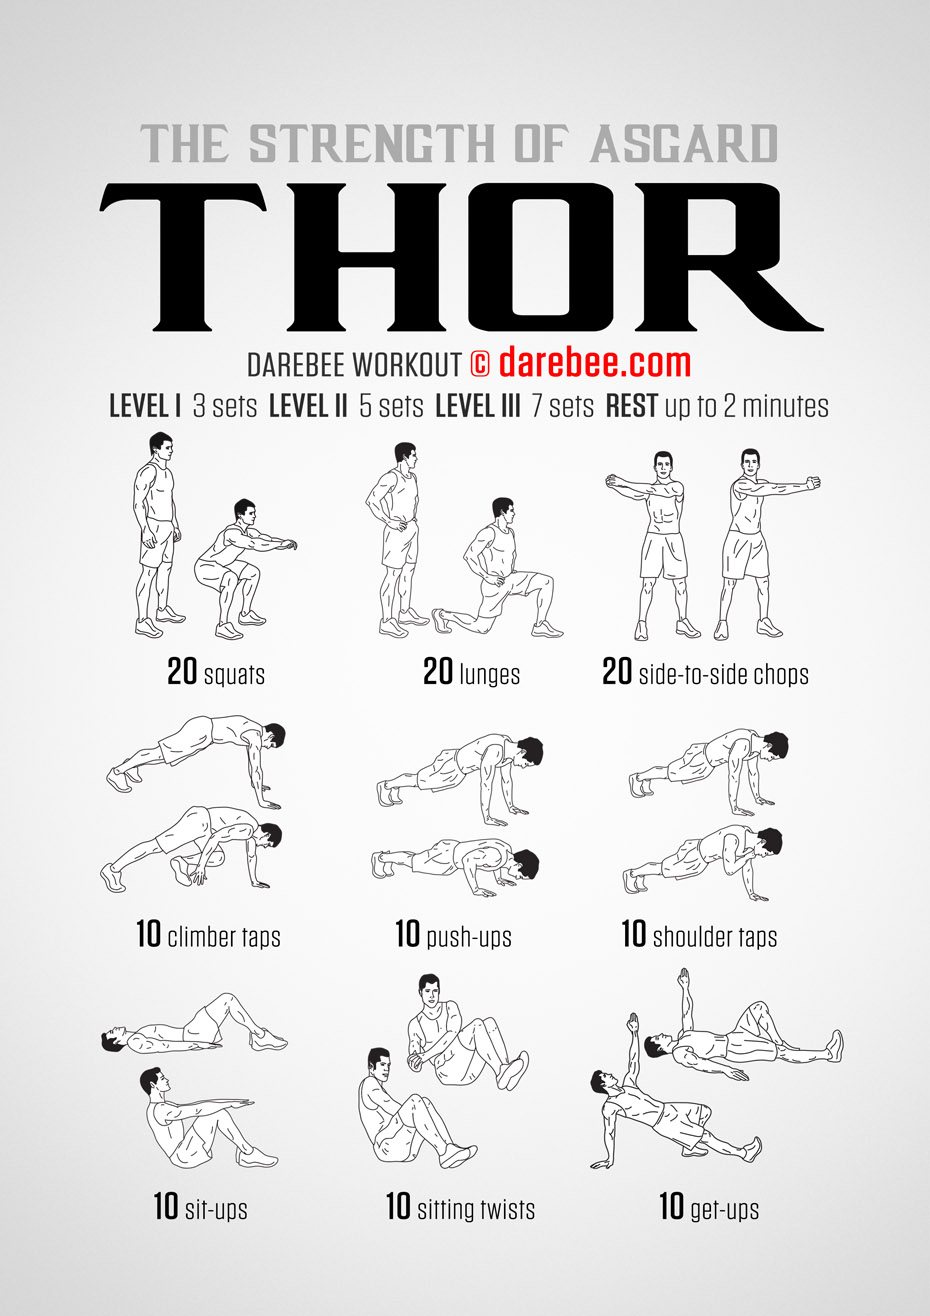 THE STRENGTH OF ASGARD
THOR
DAREBEE WORKOUT © darebee.com
LEVEL I 3 sets LEVEL II 5 sets LEVEL III 7 sets REST up to 2 minutes
20 squats
20 lunges
20 side-to-side chops
10 climber taps
10 push-ups
10 shoulder taps
10 sit-ups
10 sitting twists
10 get-ups